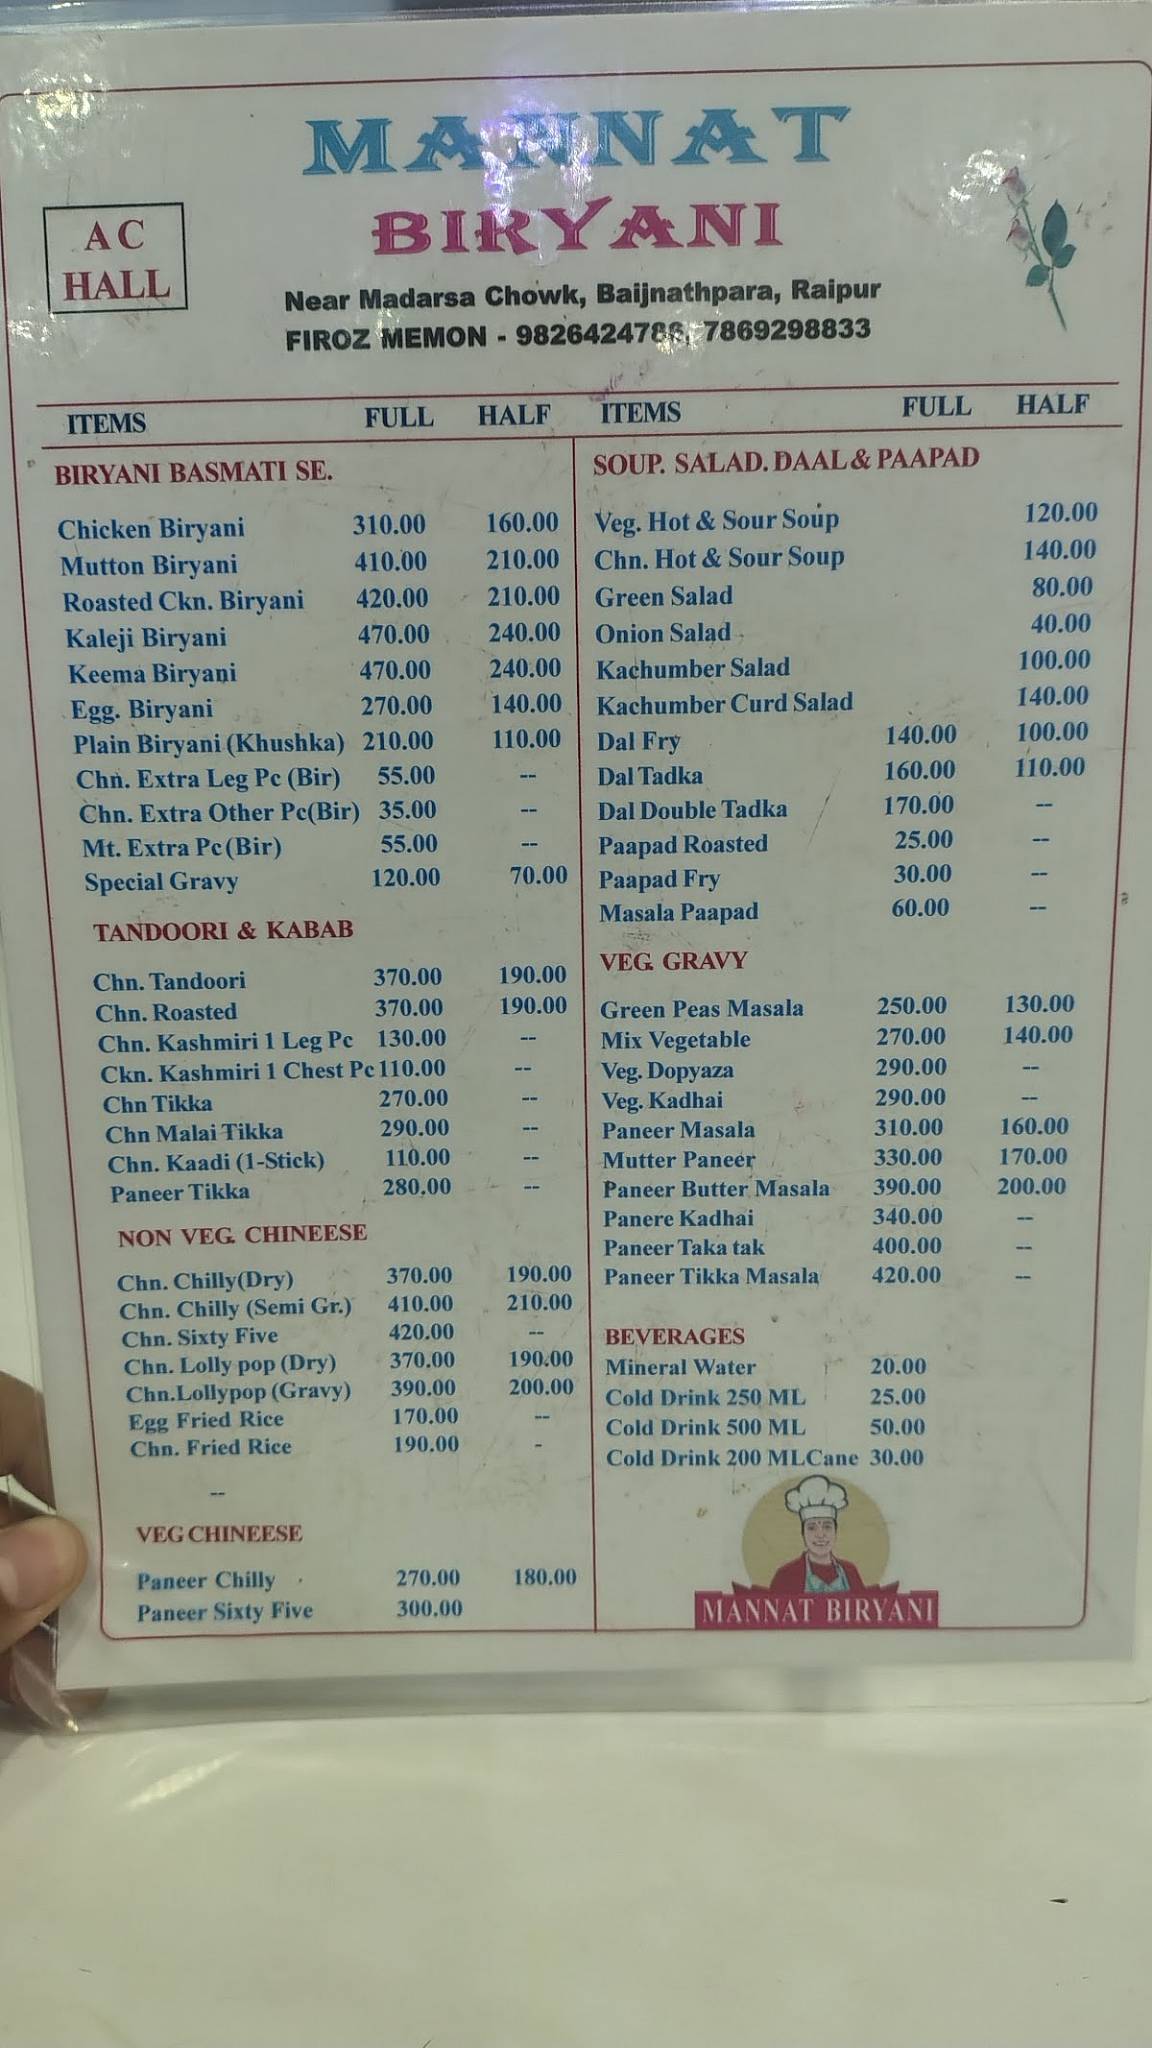 MANNAT
BIRYANI
AC
HALL
Near Madarsa Chowk, Baijnathpara, Raipur
FIROZ MEMON - 9826424786, 7869298833
ITEMS FULL HALF
BIRYANI BASMATI SE.
Chicken Biryani 310.00 160.00
Mutton Biryani 410.00 210.00
Roasted Ckn. Biryani 420.00 210.00
Kaleji Biryani 470.00 240.00
Keema Biryani 470.00 240.00
Egg. Biryani 270.00 140.00
Plain Biryani (Khushka) 210.00 110.00
Chn. Extra Leg Pc (Bir) 55.00 --
Chn. Extra Other Pc(Bir) 35.00 --
Mt. Extra Pc(Bir) 55.00 --
Special Gravy 120.00 70.00
TANDOORI & KABAB
Chn. Tandoori 370.00 190.00
Chn. Roasted 370.00 190.00
Chn. Kashmiri 1 Leg Pc 130.00 --
Ckn. Kashmiri 1 Chest Pc 110.00 --
Chn Tikka 270.00 --
Chn Malai Tikka 290.00 --
Chn. Kaadi (1-Stick) 110.00 --
Paneer Tikka 280.00 --
NON VEG. CHINEESE
Chn. Chilly(Dry) 370.00 190.00
Chn. Chilly (Semi Gr.) 410.00 210.00
Chn. Sixty Five 420.00 --
Chn. Lolly pop (Dry) 370.00 190.00
Chn.Lollypop (Gravy) 390.00 200.00
Egg Fried Rice 170.00 --
Chn. Fried Rice 190.00 -
--
VEG CHINEESE
Paneer Chilly 270.00 180.00
Paneer Sixty Five 300.00
ITEMS FULL HALF
SOUP. SALAD. DAAL & PAAPAD
Veg. Hot & Sour Soup 120.00
Chn. Hot & Sour Soup 140.00
Green Salad 80.00
Onion Salad 40.00
Kachumber Salad 100.00
Kachumber Curd Salad 140.00
Dal Fry 140.00 100.00
Dal Tadka 160.00 110.00
Dal Double Tadka 170.00 --
Paapad Roasted 25.00 --
Paapad Fry 30.00 --
Masala Paapad 60.00 --
VEG. GRAVY
Green Peas Masala 250.00 130.00
Mix Vegetable 270.00 140.00
Veg. Dopyaza 290.00 --
Veg. Kadhai 290.00 --
Paneer Masala 310.00 160.00
Mutter Paneer 330.00 170.00
Paneer Butter Masala 390.00 200.00
Panere Kadhai 340.00 --
Paneer Taka tak 400.00 --
Paneer Tikka Masala 420.00 --
BEVERAGES
Mineral Water 20.00
Cold Drink 250 ML 25.00
Cold Drink 500 ML 50.00
Cold Drink 200 MLCane 30.00
MANNAT BIRYANI